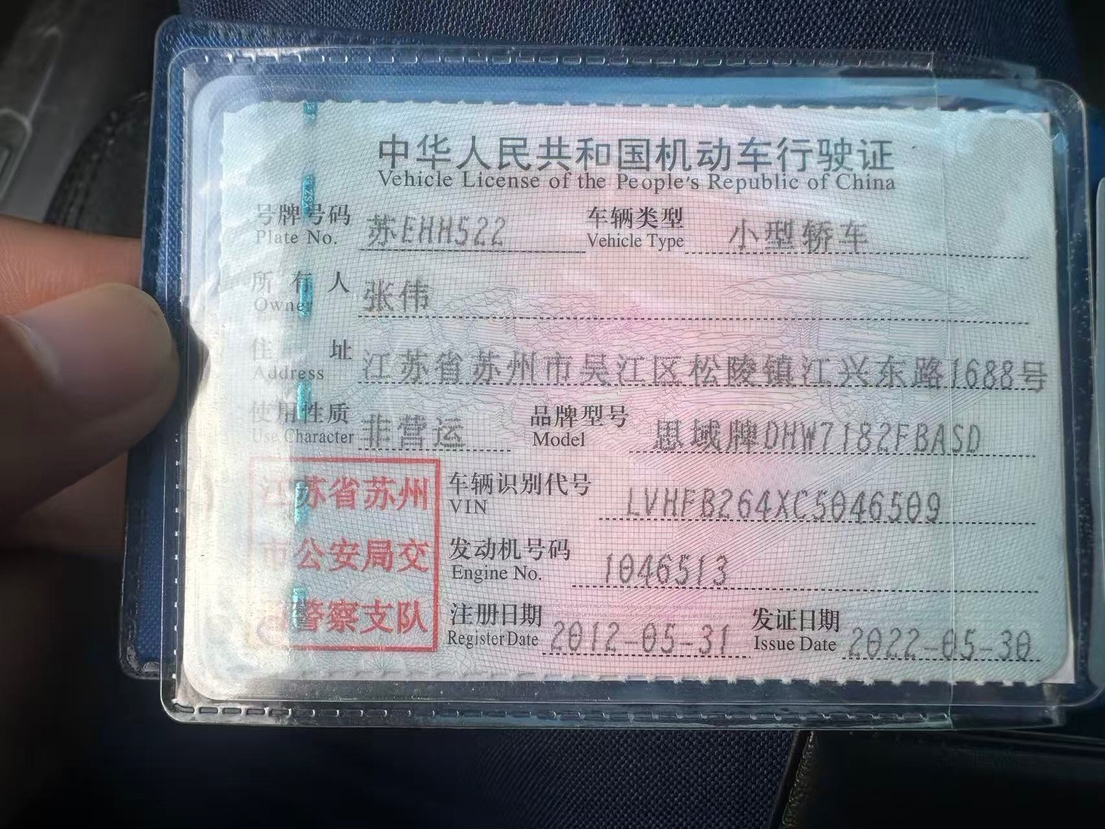 中华人民共和国机动车行驶证
Vehicle License of the People's Republic of China
号牌号码 苏EHH522 车辆类型 小型轿车
Plate No. Vehicle Type
所有人 张伟
Owner
住址 江苏省苏州市吴江区松陵镇江兴东路1688号
Address
使用性质 非营运 品牌型号 思域牌DHW7182FBASD
Use Character Model
江苏省苏州 车辆识别代号 LVHFB264XC5046509
VIN
市公安局交 发动机号码 1046513
Engine No.
警察支队 注册日期 2012-05-31 发证日期 2022-05-30
Register Date Issue Date